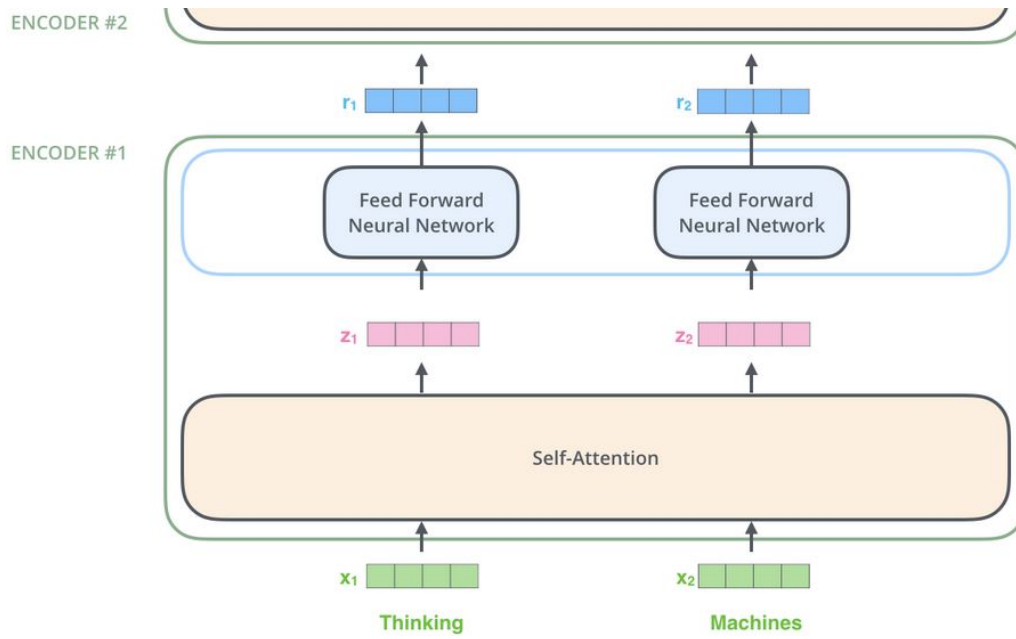 ENCODER #2
r₁ r₂
ENCODER #1
Feed Forward Neural Network
Feed Forward Neural Network
z₁ z₂
Self-Attention
x₁ x₂
Thinking Machines